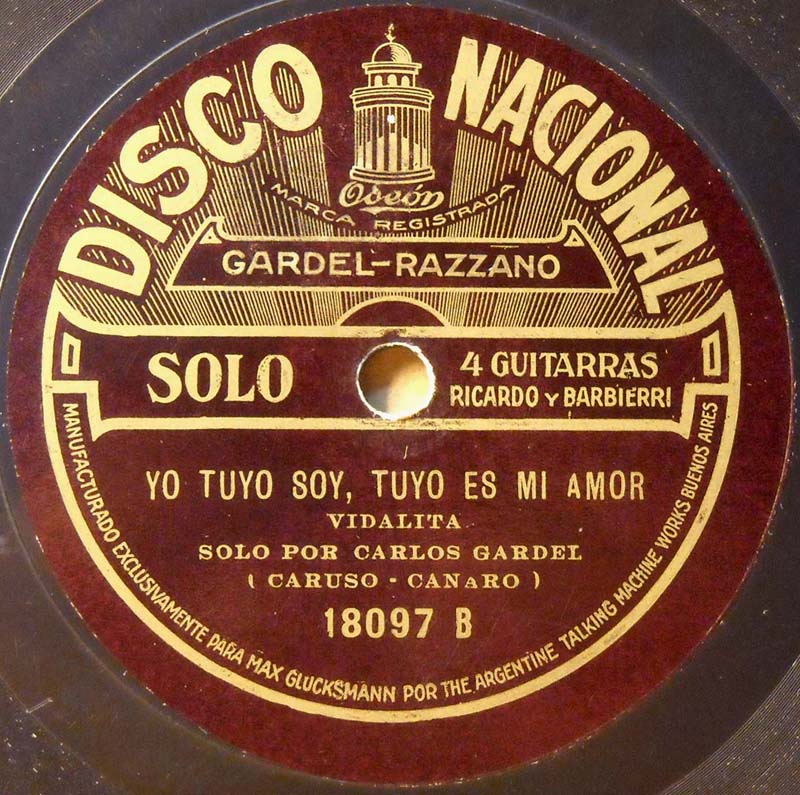 DISCO NACIONAL
Odeón
MARCA REGISTRADA
GARDEL-RAZZANO
SOLO
4 GUITARRAS
RICARDO Y BARBIERRI
YO TUYO SOY, TUYO ES MI AMOR
VIDALITA
SOLO POR CARLOS GARDEL
( CARUSO - CANARO )
18097 B
MANUFACTURADO EXCLUSIVAMENTE PARA MAX GLUCKSMANN POR THE ARGENTINE TALKING MACHINE WORKS BUENOS AIRES